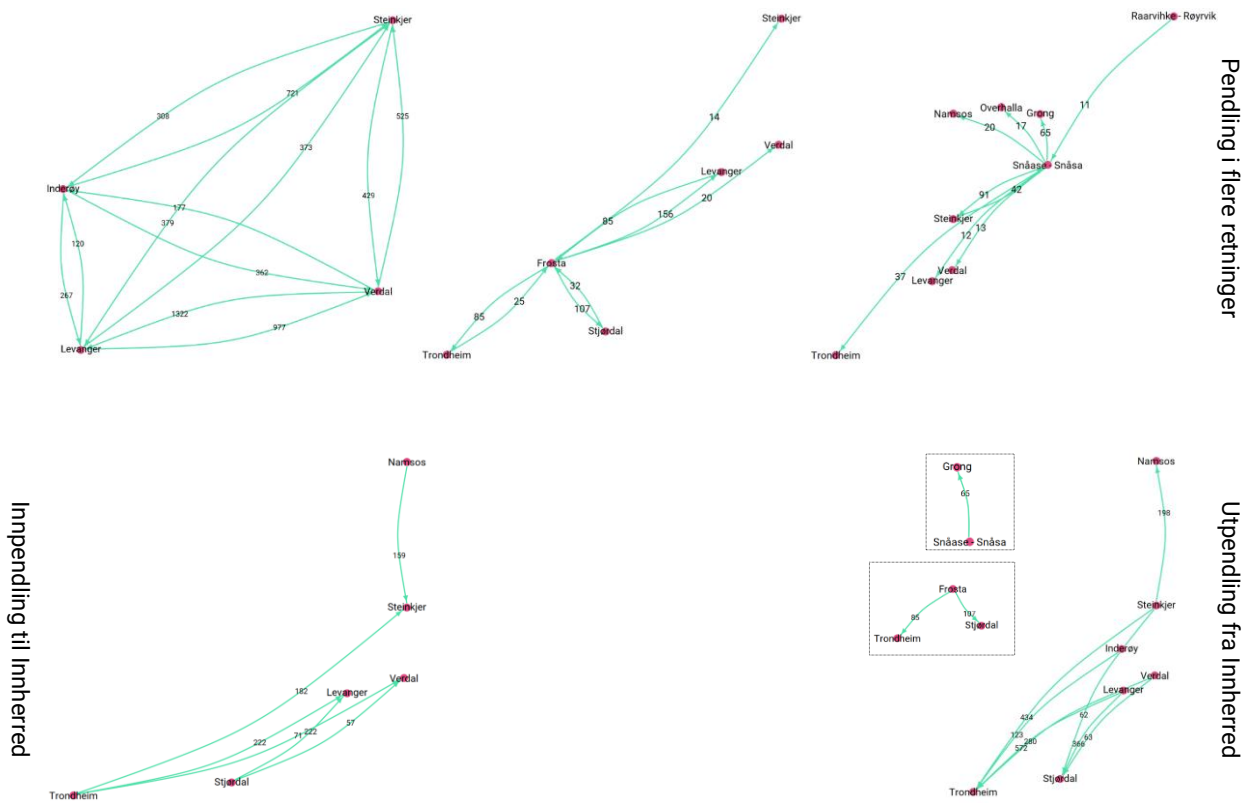 Steinkjer
308
721
525
373
Inderøy
177
379
429
120
362
267
Verdal
1322
977
Levanger
Steinkjer
14
Verdal
Levanger
85
156
20
Frosta
32
25
107
85
Stjørdal
Trondheim
Raarvihke - Røyrvik
11
Namsos
Overhalla
Grong
20
17
65
Snåase - Snåsa
91
42
Steinkjer
12
13
37
Verdal
Levanger
Trondheim
Pendling i flere retninger
Innpendling til Innherred
Namsos
159
Steinkjer
Verdal
182
Levanger
57
71
222
222
Stjørdal
Trondheim
Grong
65
Snåase - Snåsa
Frosta
85
107
Trondheim
Stjørdal
Namsos
198
Steinkjer
Inderøy
Verdal
Levanger
434
62
123
280
63
572
366
Stjørdal
Trondheim
Utpendling fra Innherred